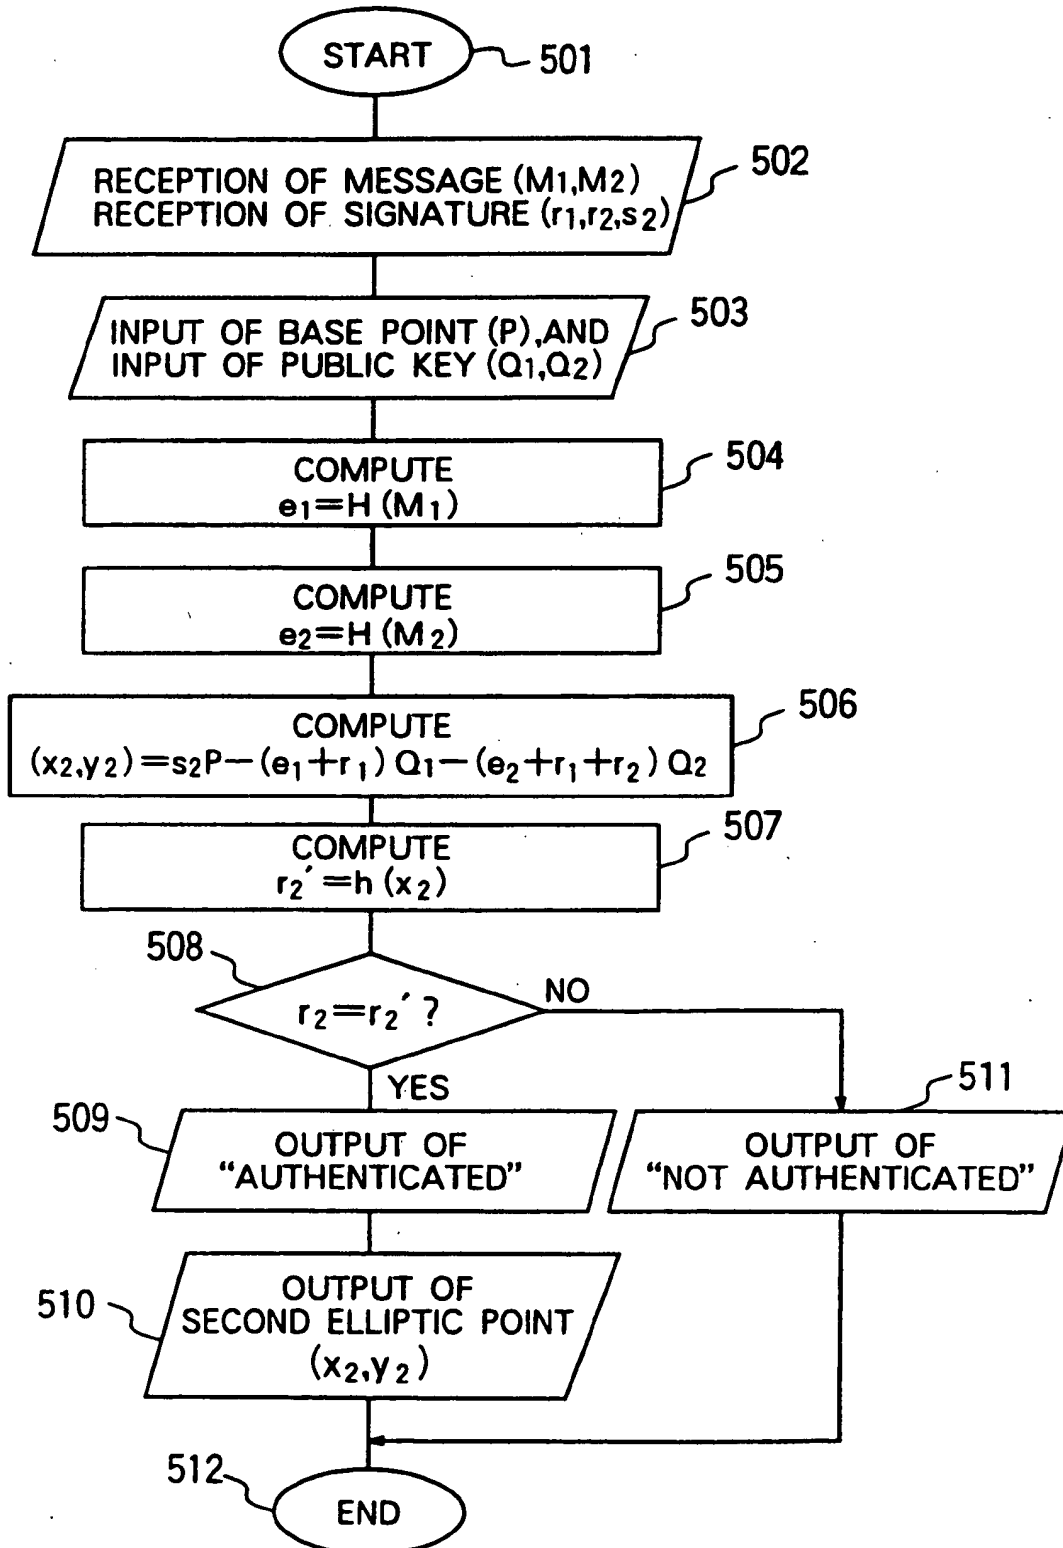 START
501
RECEPTION OF MESSAGE (M1,M2)
RECEPTION OF SIGNATURE (r1,r2,s2)
502
INPUT OF BASE POINT (P),AND
INPUT OF PUBLIC KEY (Q1,Q2)
503
COMPUTE
e1=H (M1)
504
COMPUTE
e2=H (M2)
505
COMPUTE
(x2,y2)=s2P-(e1+r1) Q1-(e2+r1+r2) Q2
506
COMPUTE
r2'=h (x2)
507
508
r2=r2'?
NO
YES
509
OUTPUT OF
"AUTHENTICATED"
511
OUTPUT OF
"NOT AUTHENTICATED"
510
OUTPUT OF
SECOND ELLIPTIC POINT
(x2,y2)
512
END